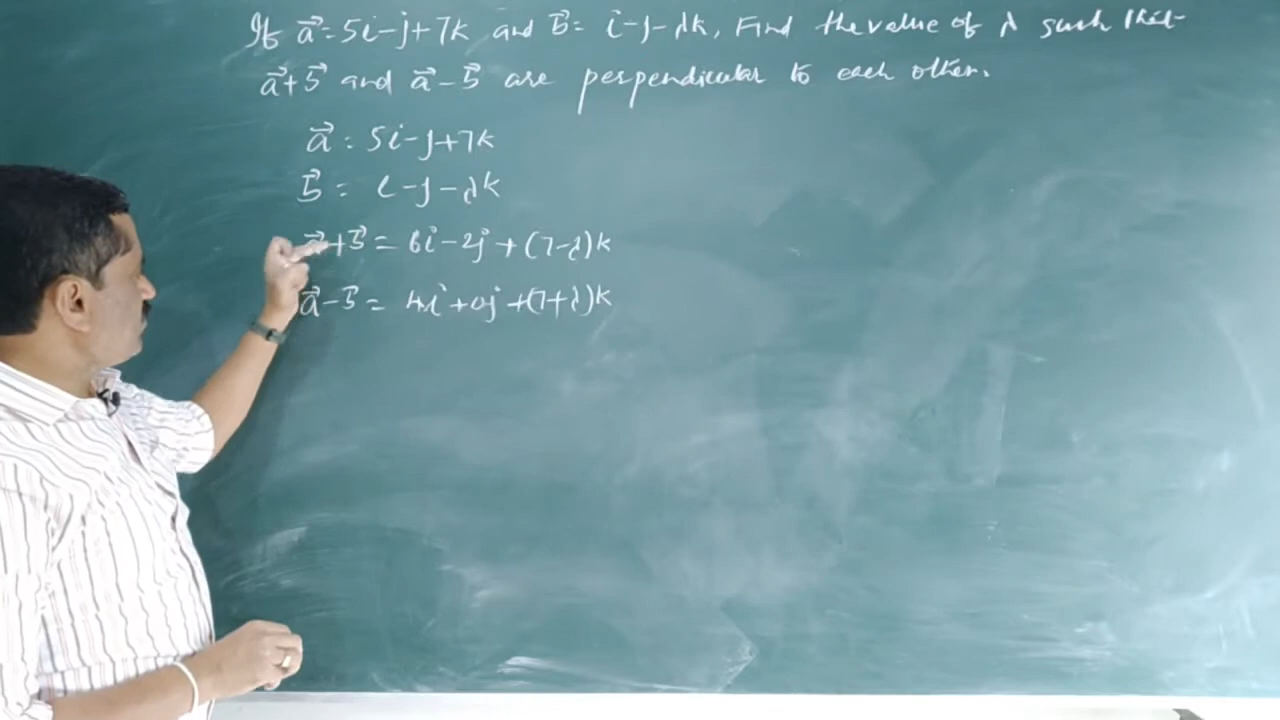 If a⃗ = 5i-j+7k and b⃗ = i-j-λk, Find the value of λ such that
a⃗+b⃗ and a⃗-b⃗ are perpendicular to each other.
a⃗ = 5i-j+7k
b⃗ = i-j-λk
a⃗+b⃗ = 6i-2j+(7-λ)k
a⃗-b⃗ = 4i+0j+(7+λ)k